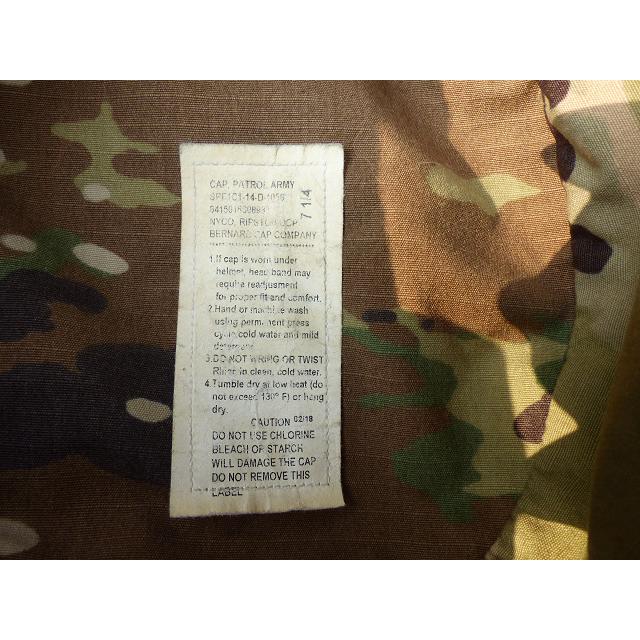 CAP, PATROL ARMY
SPE1C1-14-D-1056
7 1/4
NYCO, RIPSTOP OCP
BERNARD CAP COMPANY
1.If cap is worn under
helmet, head band may
require readjusment
for proper fit and comfort.
2.Hand or machine wash
using permanent press
cycle cold water and mild
detergent.
3.DO NOT WRING OR TWIST
Rinse in clean, cold water.
4.Tumble dry at low heat (do
not exceed 130° F) or hang
dry.
CAUTION 02/18
DO NOT USE CHLORINE
BLEACH OR STARCH
WILL DAMAGE THE CAP
DO NOT REMOVE THIS
LABEL